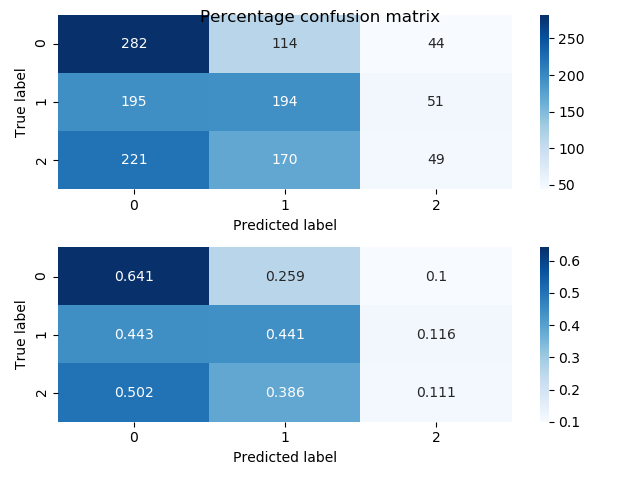 Percentage confusion matrix
0 282 114 44
1 195 194 51
2 221 170 49
0 1 2
True label
Predicted label
250
200
150
100
50
0 0.641 0.259 0.1
1 0.443 0.441 0.116
2 0.502 0.386 0.111
0 1 2
True label
Predicted label
0.6
0.5
0.4
0.3
0.2
0.1